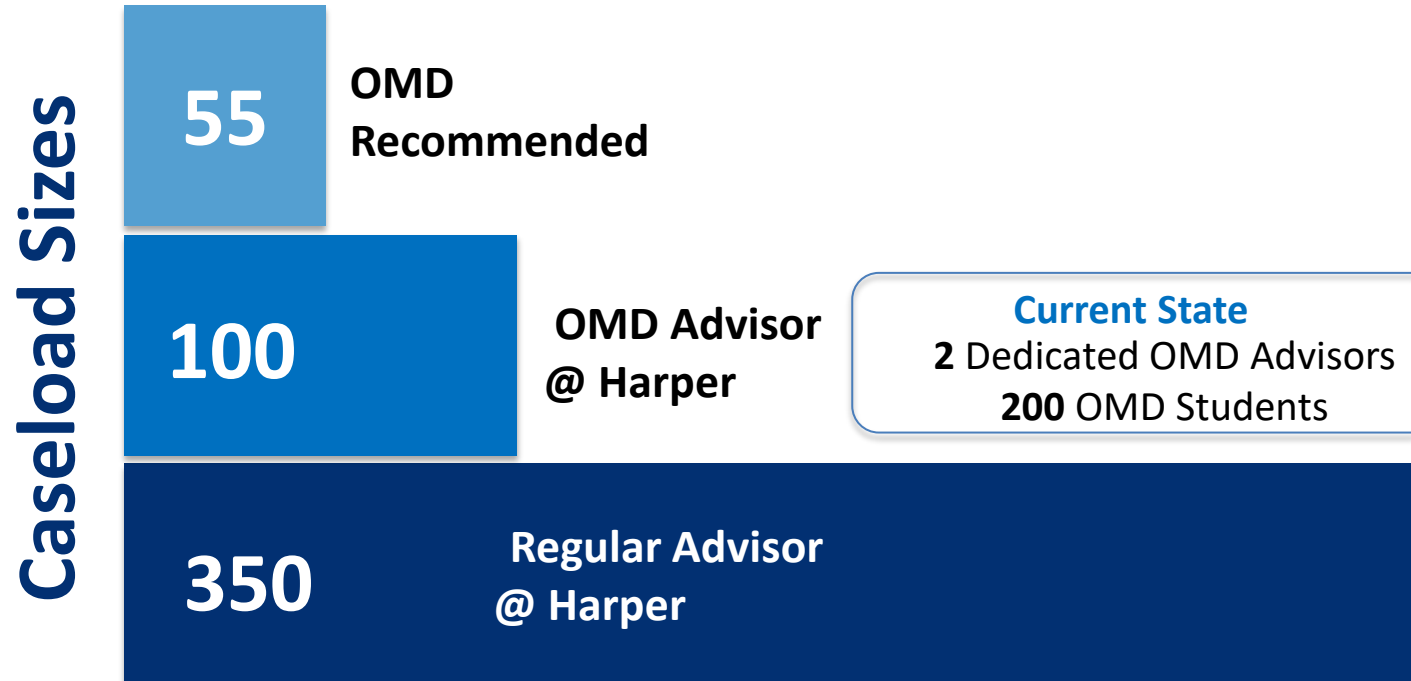 Caseload Sizes
55
OMD
Recommended
100
OMD Advisor
@ Harper
Current State
2 Dedicated OMD Advisors
200 OMD Students
350
Regular Advisor
@ Harper